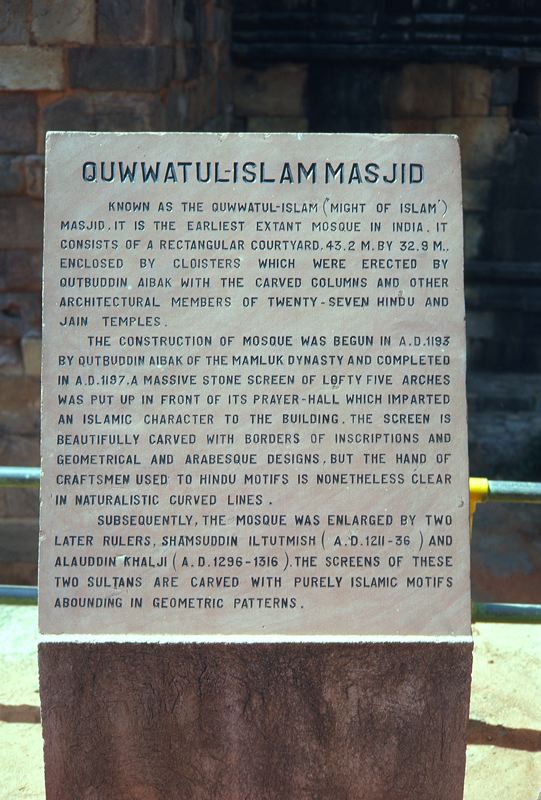 QUWWATUL-ISLAM MASJID
KNOWN AS THE QUWWATUL-ISLAM ("MIGHT OF ISLAM')
MASJID. IT IS THE EARLIEST EXTANT MOSQUE IN INDIA. IT
CONSISTS OF A RECTANGULAR COURTYARD, 43.2 M. BY 32.9 M.,
ENCLOSED BY CLOISTERS WHICH WERE ERECTED BY
QUTBUDDIN AIBAK WITH THE CARVED COLUMNS AND OTHER
ARCHITECTURAL MEMBERS OF TWENTY-SEVEN HINDU AND
JAIN TEMPLES.
THE CONSTRUCTION OF MOSQUE WAS BEGUN IN A.D.1193
BY QUTBUDDIN AIBAK OF THE MAMLUK DYNASTY AND COMPLETED
IN A.D.1197. A MASSIVE STONE SCREEN OF LOFTY FIVE ARCHES
WAS PUT UP IN FRONT OF ITS PRAYER-HALL WHICH IMPARTED
AN ISLAMIC CHARACTER TO THE BUILDING. THE SCREEN IS
BEAUTIFULLY CARVED WITH BORDERS OF INSCRIPTIONS AND
GEOMETRICAL AND ARABESQUE DESIGNS, BUT THE HAND OF
CRAFTSMEN USED TO HINDU MOTIFS IS NONETHELESS CLEAR
IN NATURALISTIC CURVED LINES.
SUBSEQUENTLY, THE MOSQUE WAS ENLARGED BY TWO
LATER RULERS, SHAMSUDDIN ILTUTMISH (A.D.1211-36) AND
ALAUDDIN KHALJI (A.D.1296-1316). THE SCREENS OF THESE
TWO SULTANS ARE CARVED WITH PURELY ISLAMIC MOTIFS
ABOUNDING IN GEOMETRIC PATTERNS.